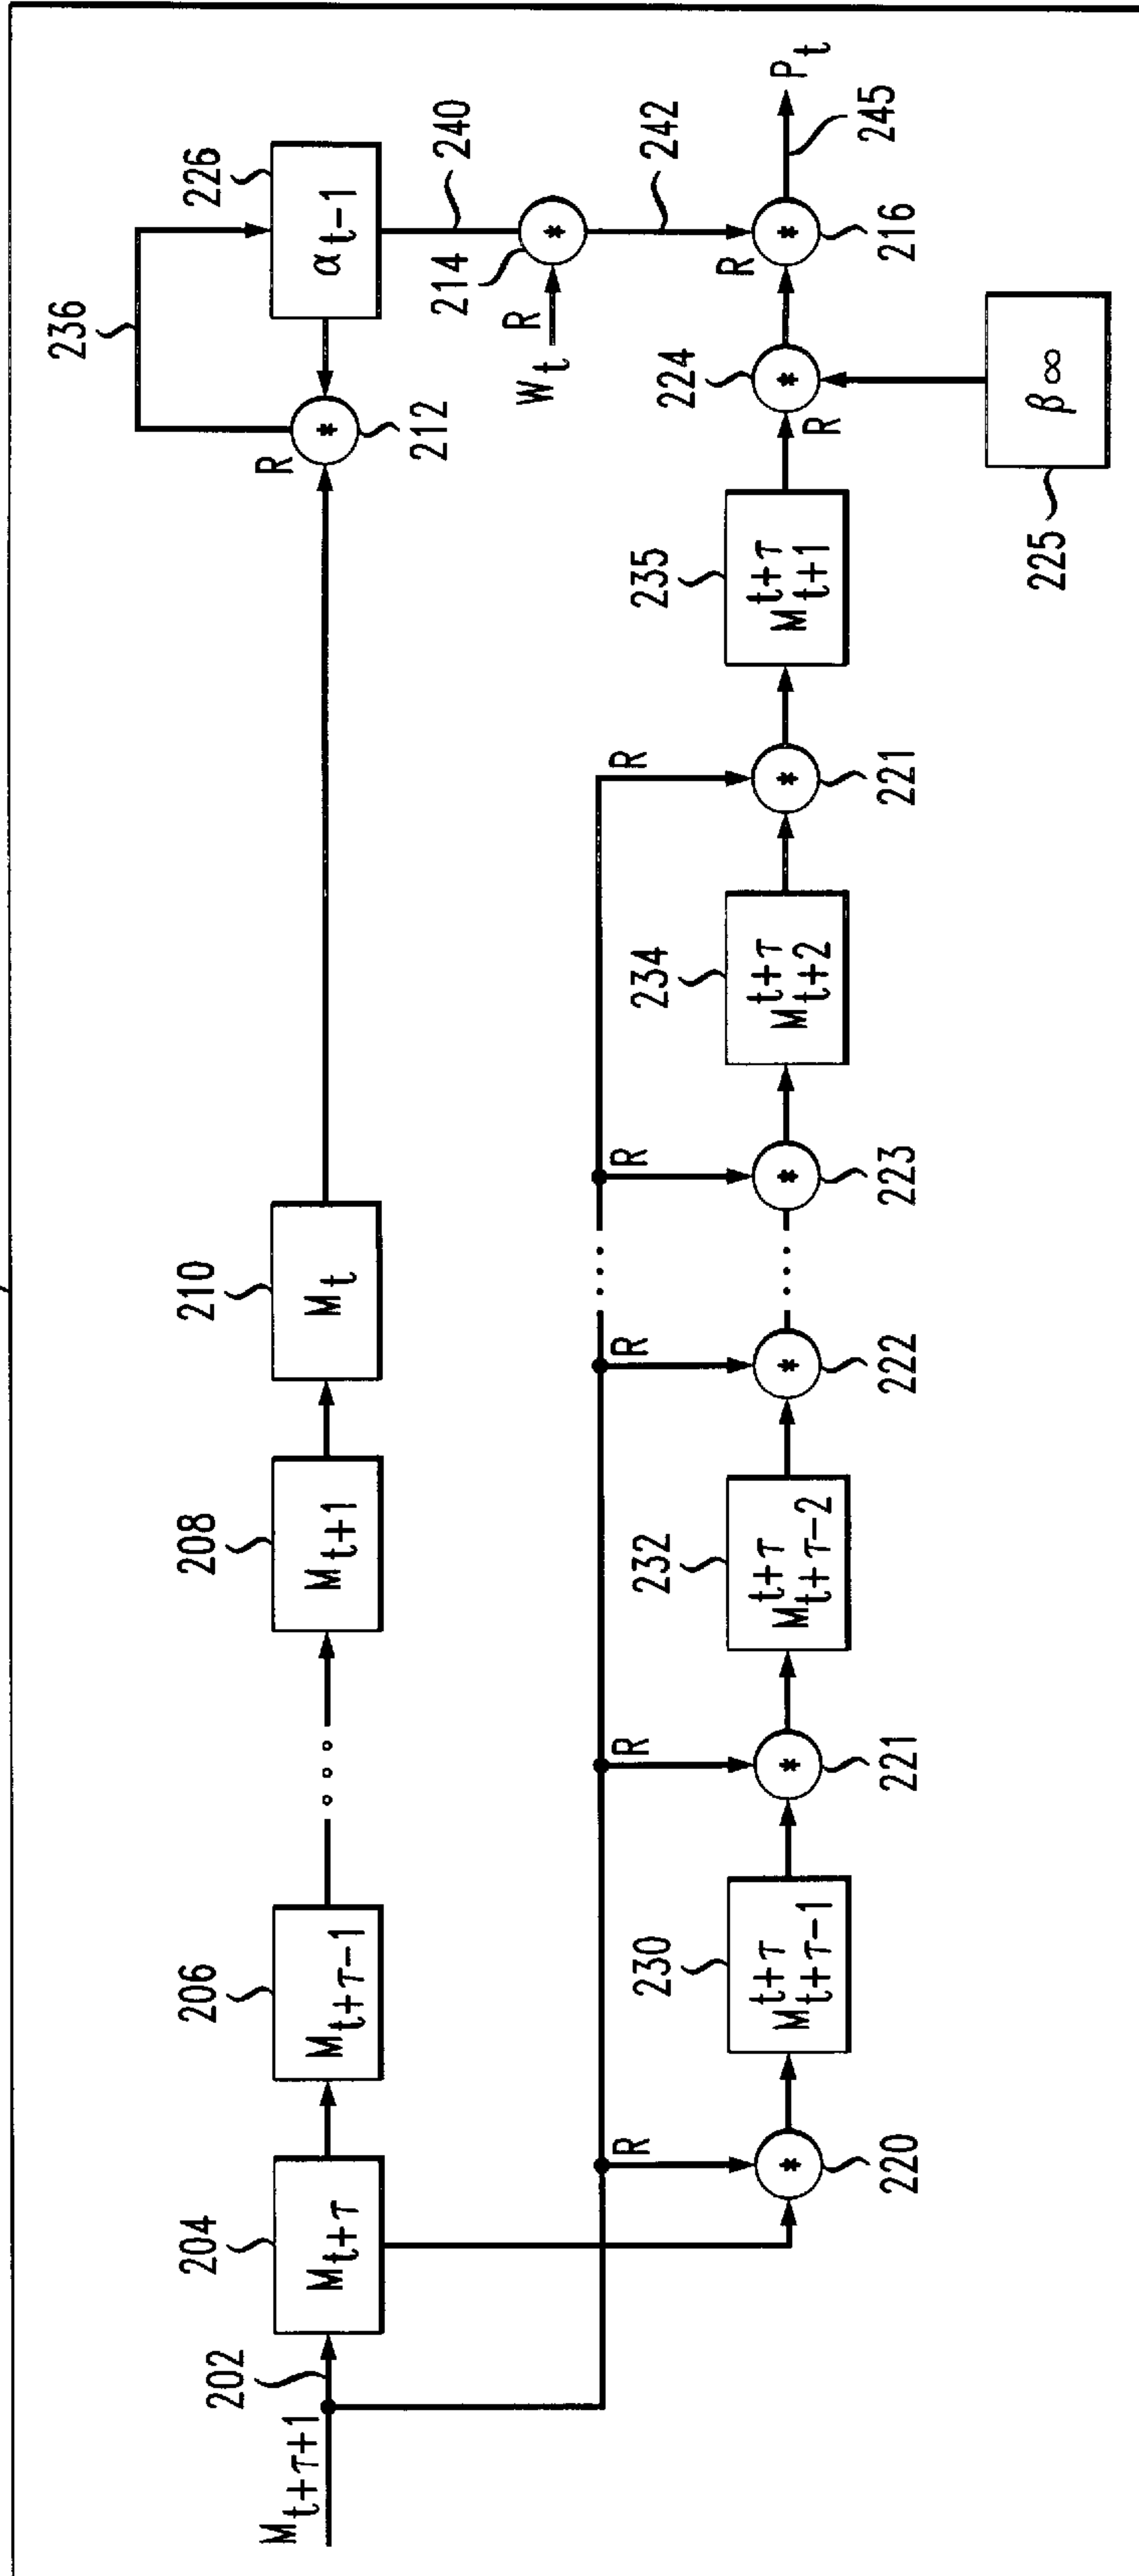 M_{t+τ+1}
202
204
M_{t+τ}
206
M_{t+τ-1}
208
M_{t+1}
210
M_t
R
*
212
236
226
α_{t-1}
240
214
*
R
W_t
242
R
R
R
R
R
*
220
230
M^{t+τ}_{t+τ-1}
*
221
232
M^{t+τ}_{t+τ-2}
*
222
*
223
234
M^{t+τ}_{t+2}
*
221
235
M^{t+τ}_{t+1}
R
224
*
β∞
225
R
*
216
245
P_t